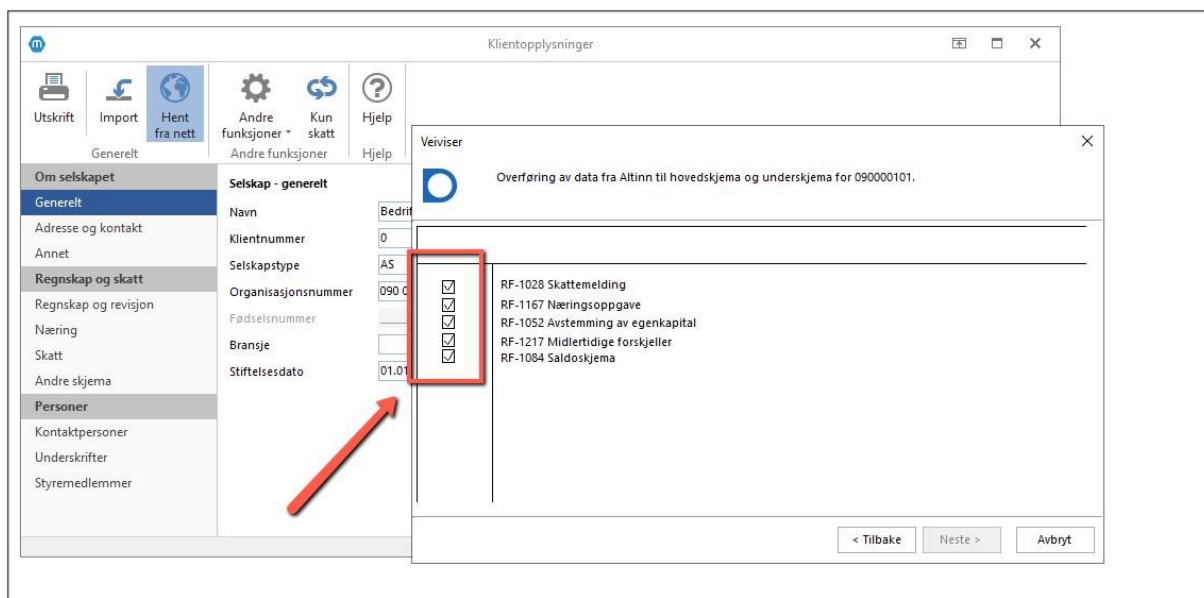 Klientopplysninger
Utskrift
Import
Hent
fra nett
Andre
funksjoner
Kun
skatt
Hjelp
Generelt
Andre funksjoner
Hjelp
Om selskapet
Generelt
Adresse og kontakt
Annet
Regnskap og skatt
Regnskap og revisjon
Næring
Skatt
Andre skjema
Personer
Kontaktpersoner
Underskrifter
Styremedlemmer
Selskap - generelt
Navn
Bedrif
Klientnummer
0
Selskapstype
AS
Organisasjonsnummer
090 0
Fødselsnummer
Bransje
Stiftelsesdato
01.01
Veiviser
Overføring av data fra Altinn til hovedskjema og underskjema for 090000101.
RF-1028 Skattemelding
RF-1167 Næringsoppgave
RF-1052 Avstemming av egenkapital
RF-1217 Midlertidige forskjeller
RF-1084 Saldoskjema
< Tilbake
Neste >
Avbryt